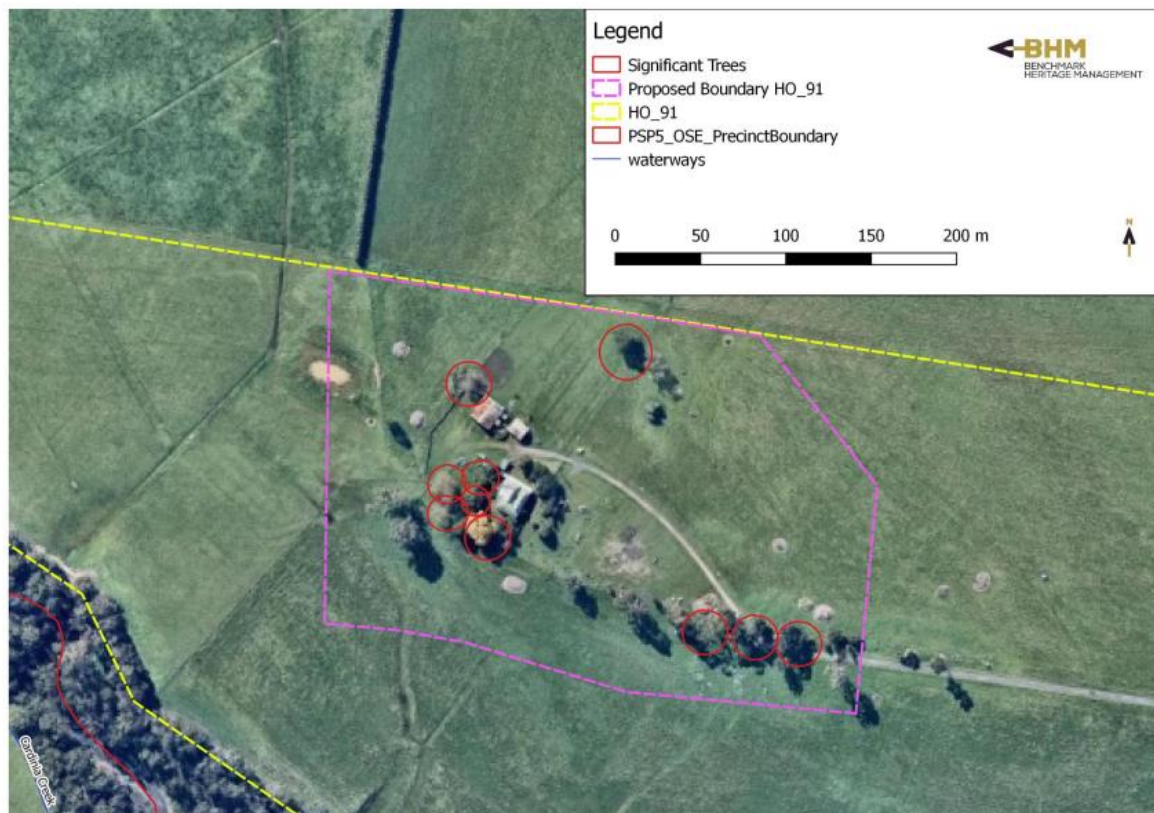 Legend
Significant Trees
Proposed Boundary HO_91
HO_91
PSP5_OSE_PrecinctBoundary
waterways
BHM
BENCHMARK
HERITAGE MANAGEMENT
0 50 100 150 200 m
N
Cardinia Creek